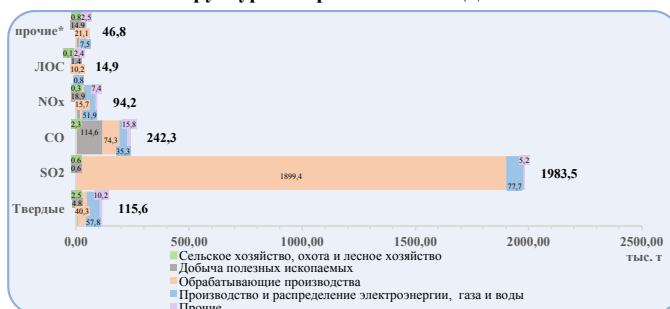 0.8 2,5
прочие* 14.9 46,8
21,1
7,5
0,1 2,4
ЛОС 1.4 14,9
10,2
0,8
0.3 7,4
NOx 18,9 94,2
15,7
51,9
2,3 15,8
CO 114,6 242,3
74,3
35,3
0.6 5,2
SO2 0,6 1899,4 1983,5
77,7
2.5 10,2
Твердые 4.8 115,6
40,3
57,8
0,00 500,00 1000,00 1500,00 2000,00 2500,00
тыс. т
Сельское хозяйство, охота и лесное хозяйство
Добыча полезных ископаемых
Обрабатывающие производства
Производство и распределение электроэнергии, газа и воды
Прочие